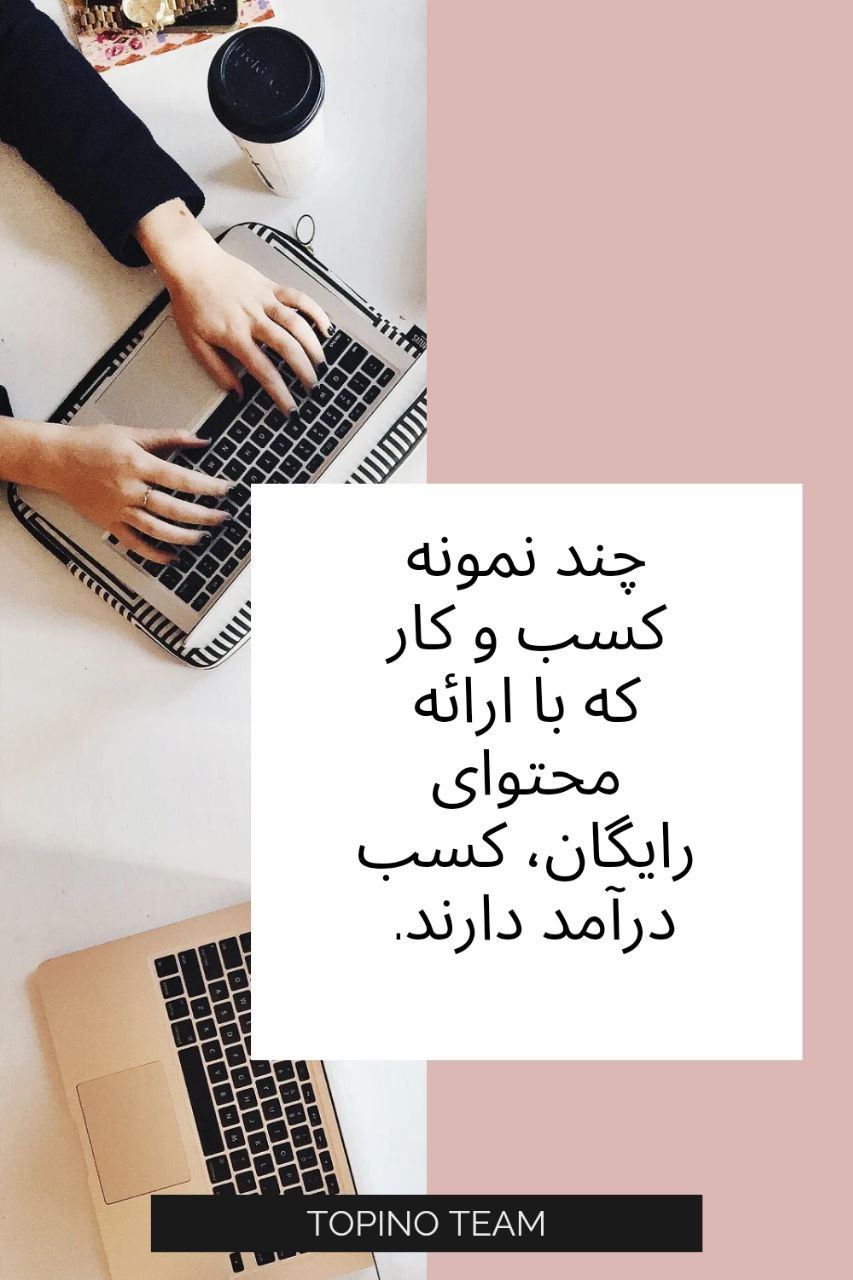 چند نمونه
کسب و کار
که با ارائه
محتوای
رایگان، کسب
درآمد دارند.
TOPINO TEAM